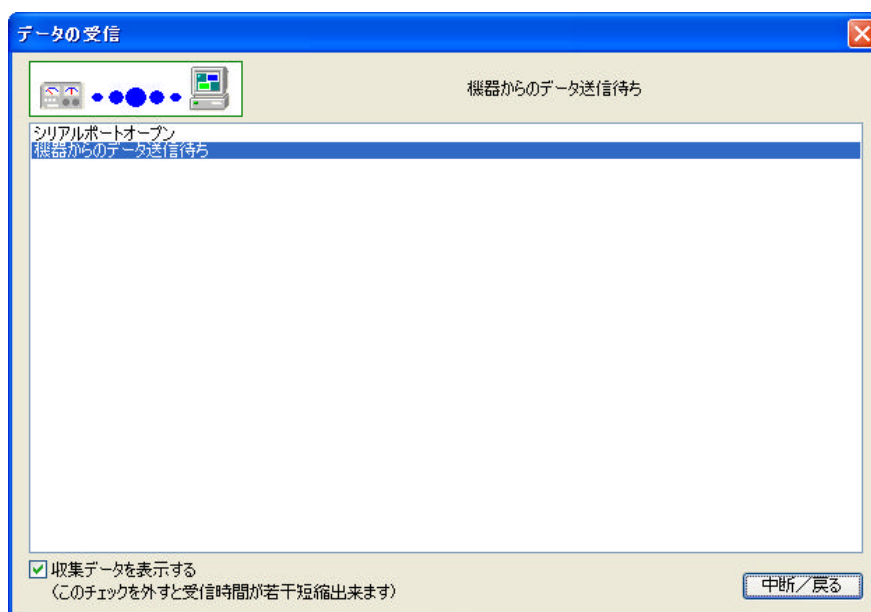 データの受信
機器からのデータ送信待ち
シリアルポートオープン
機器からのデータ送信待ち
収集データを表示する
(このチェックを外すと受信時間が若干短縮出来ます)
中断／戻る